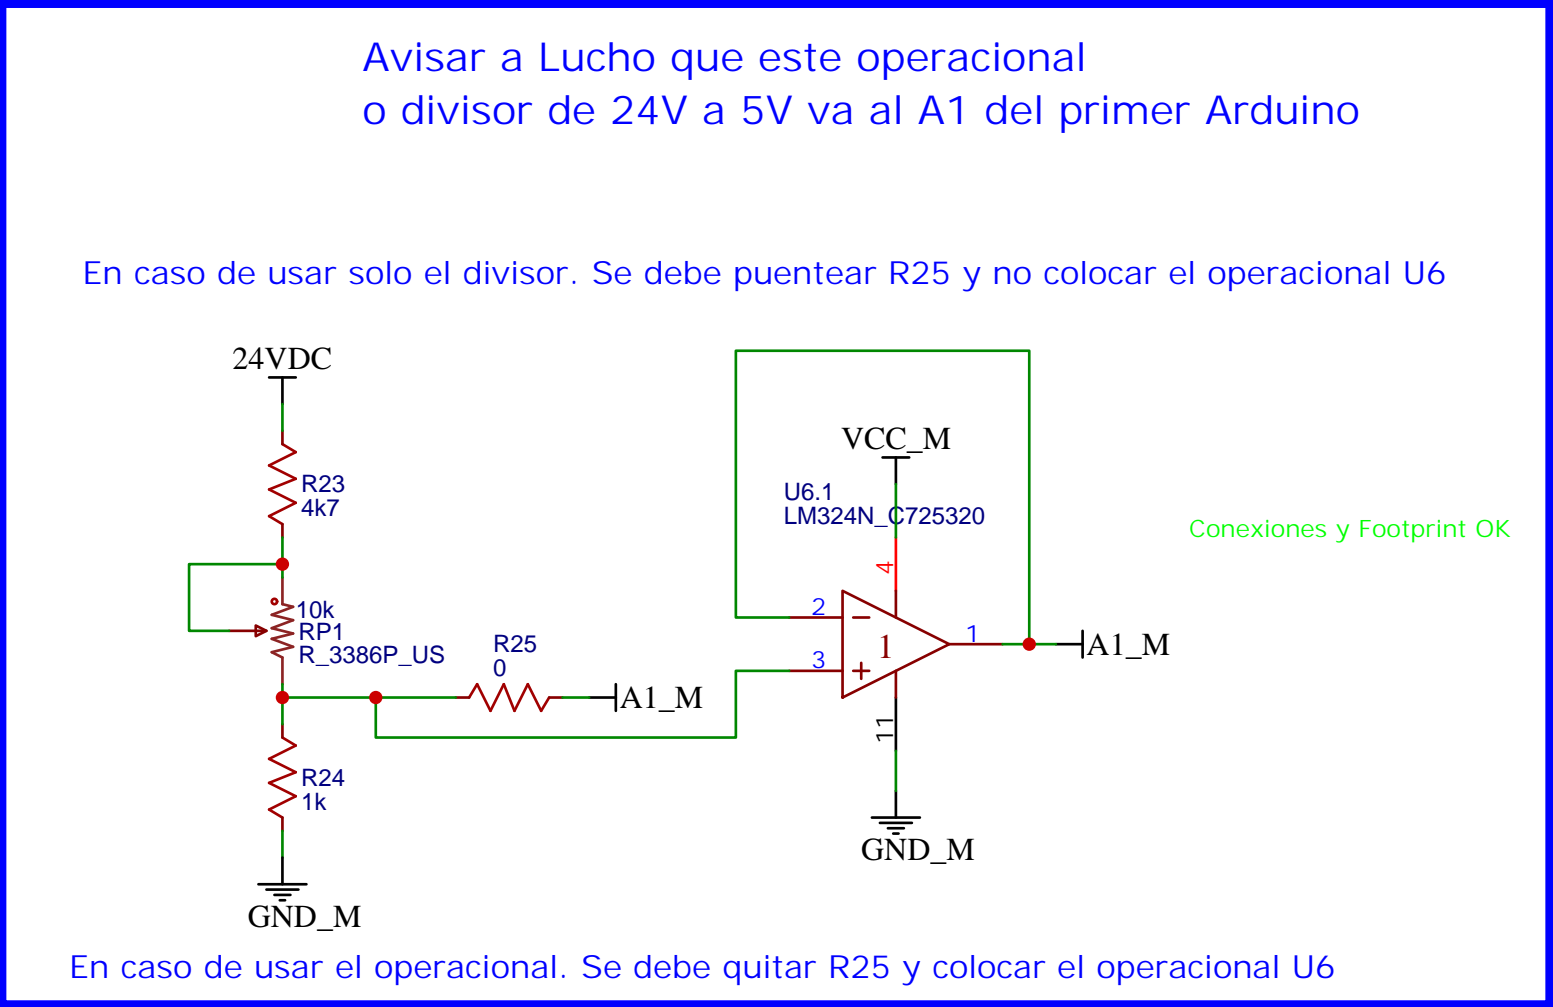 Avisar a Lucho que este operacional
o divisor de 24V a 5V va al A1 del primer Arduino
En caso de usar solo el divisor. Se debe puentear R25 y no colocar el operacional U6
24VDC
R23
4k7
10k
RP1
R_3386P_US
R25
0
A1_M
R24
1k
GND_M
VCC_M
U6.1
LM324N_C725320
4
2
3
1
1
11
A1_M
GND_M
Conexiones y Footprint OK
En caso de usar el operacional. Se debe quitar R25 y colocar el operacional U6